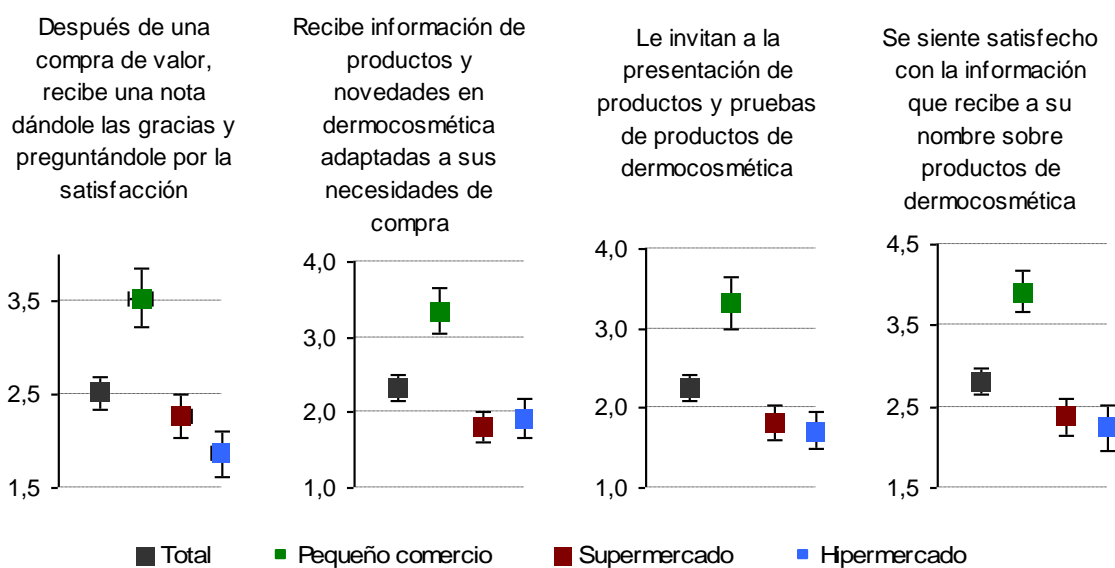 Después de una
compra de valor,
recibe una nota
dándole las gracias y
preguntándole por la
satisfacción
Recibe información de
productos y
novedades en
dermocosmética
adaptadas a sus
necesidades de
compra
Le invitan a la
presentación de
productos y pruebas
de productos de
dermocosmética
Se siente satisfecho
con la información
que recibe a su
nombre sobre
productos de
dermocosmética
3,5
2,5
1,5
4,0
3,0
2,0
1,0
4,0
3,0
2,0
1,0
4,5
3,5
2,5
1,5
Total
Pequeño comercio
Supermercado
Hipermercado